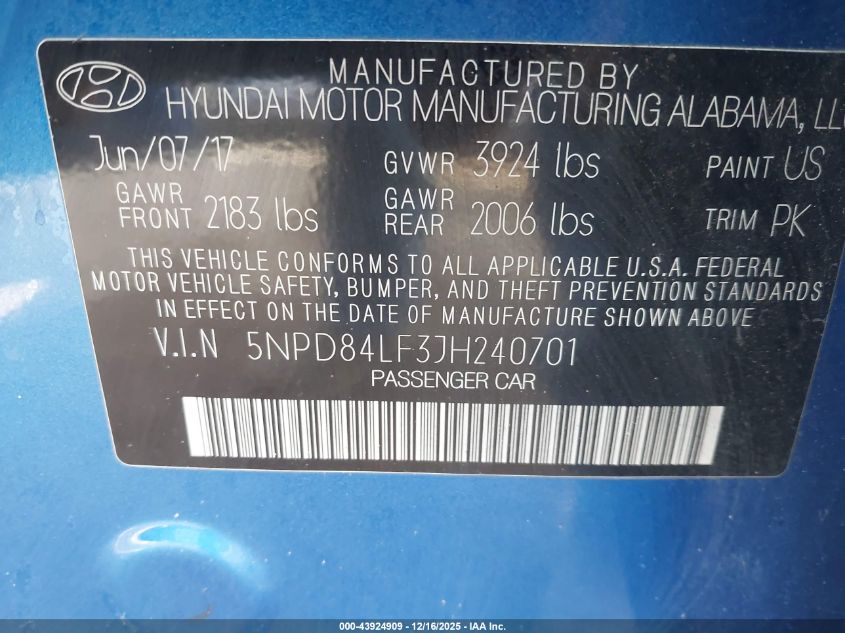 MANUFACTURED BY
HYUNDAI MOTOR MANUFACTURING ALABAMA, LLC
Jun/07/17 GVWR 3924 lbs PAINT US
GAWR FRONT 2183 lbs GAWR REAR 2006 lbs TRIM PK
THIS VEHICLE CONFORMS TO ALL APPLICABLE U.S.A. FEDERAL
MOTOR VEHICLE SAFETY, BUMPER, AND THEFT PREVENTION STANDARDS
IN EFFECT ON THE DATE OF MANUFACTURE SHOWN ABOVE
V.I.N 5NPD84LF3JH240701
PASSENGER CAR
000-43924909 - 12/16/2025 - IAA Inc.